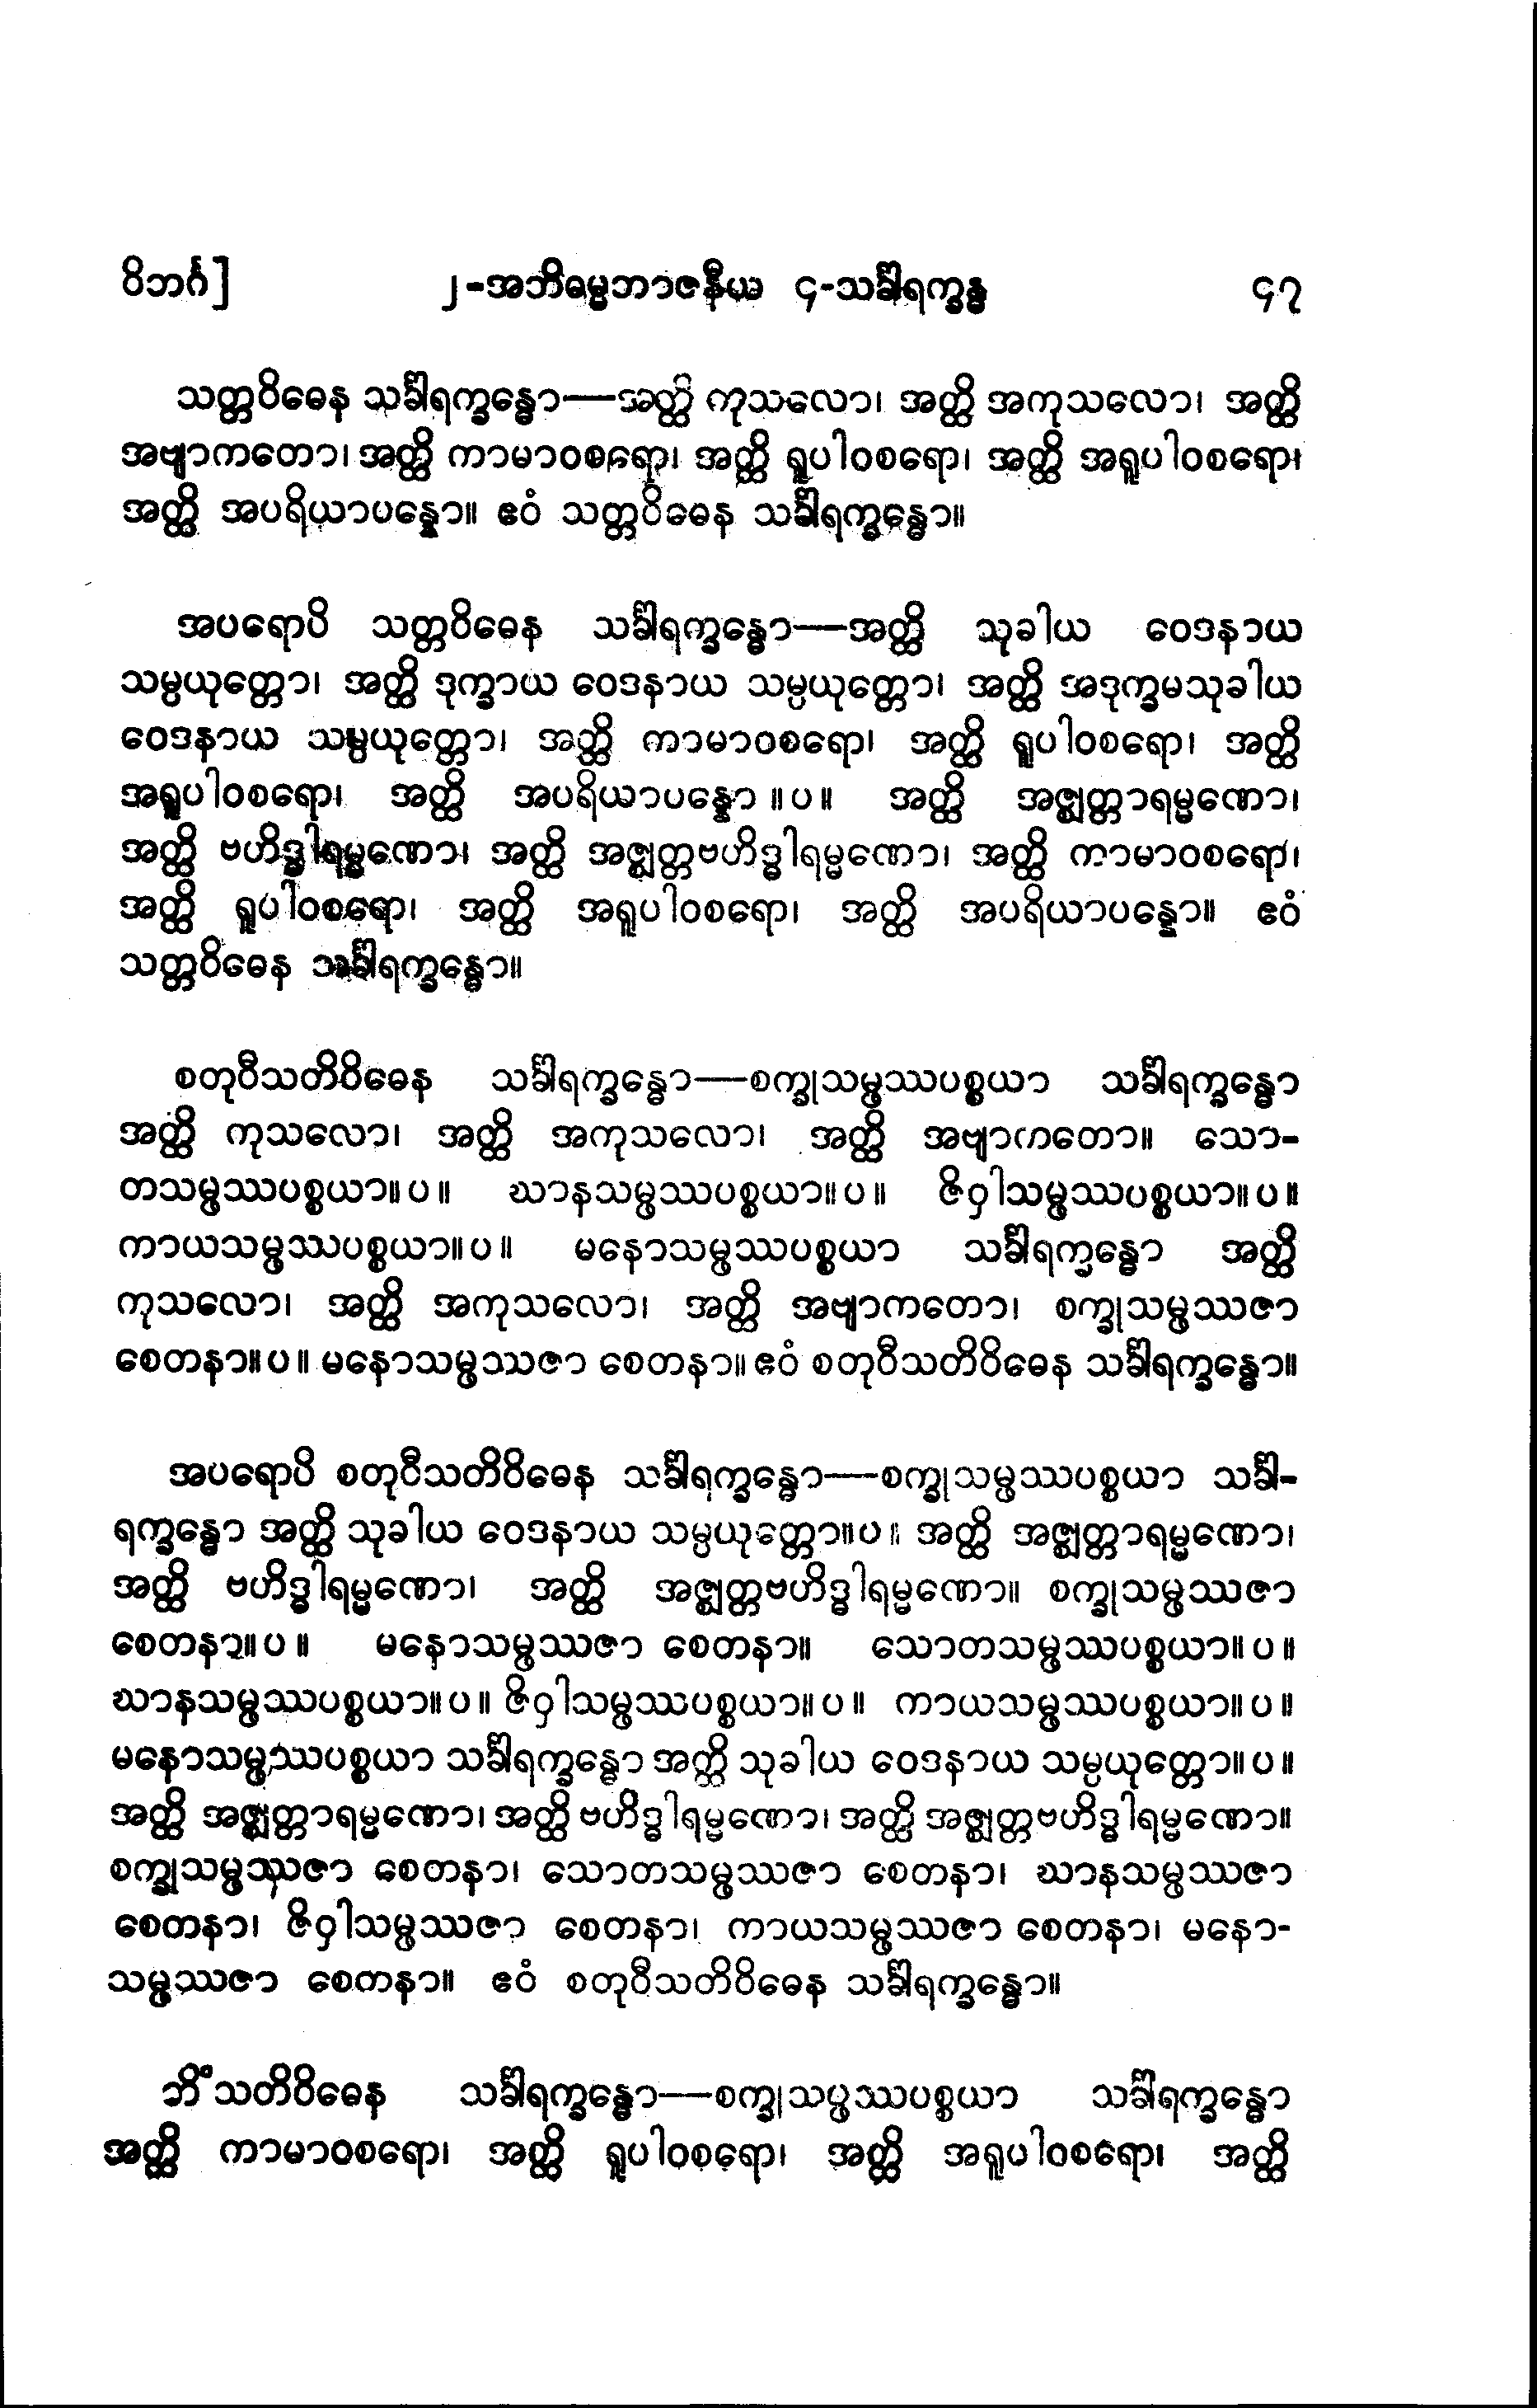 ဝိဘင်္ဂ]
၂-အဘိဓမ္မဘာဇနီယ ၄-သင်္ခါရက္ခန္ဓ
၄၇
သတ္တဝိဓေန သင်္ခါရက္ခန္ဓော—အတ္ထိ ကုသလော၊ အတ္ထိ အကုသလော၊ အတ္ထိ
အဗျာကတော၊ အတ္ထိ ကာမာဝစရော၊ အတ္ထိ ရူပါဝစရော၊ အတ္ထိ အရူပါဝစရော၊
အတ္ထိ အပရိယာပန္နော။ ဧဝံ သတ္တဝိဓေန သင်္ခါရက္ခန္ဓော။
အပရောပိ သတ္တဝိဓေန သင်္ခါရက္ခန္ဓော—အတ္ထိ သုခါယ ဝေဒနာယ
သမ္ပယုတ္တော၊ အတ္ထိ ဒုက္ခာယ ဝေဒနာယ သမ္ပယုတ္တော၊ အတ္ထိ အဒုက္ခမသုခါယ
ဝေဒနာယ သမ္ပယုတ္တော၊ အတ္ထိ ကာမာဝစရော၊ အတ္ထိ ရူပါဝစရော၊ အတ္ထိ
အရူပါဝစရော၊ အတ္ထိ အပရိယာပန္နော ။ပ။ အတ္ထိ အဇ္ဈတ္တာရမ္မဏော၊
အတ္ထိ ဗဟိဒ္ဓါရမ္မဏော၊ အတ္ထိ အဇ္ဈတ္တဗဟိဒ္ဓါရမ္မဏော၊ အတ္ထိ ကာမာဝစရော၊
အတ္ထိ ရူပါဝစရော၊ အတ္ထိ အရူပါဝစရော၊ အတ္ထိ အပရိယာပန္နော။ ဧဝံ
သတ္တဝိဓေန သင်္ခါရက္ခန္ဓော။
စတုဝီသတိဝိဓေန သင်္ခါရက္ခန္ဓော—စက္ခုသမ္ဖဿပစ္စယာ သင်္ခါရက္ခန္ဓော
အတ္ထိ ကုသလော၊ အတ္ထိ အကုသလော၊ အတ္ထိ အဗျာကတော။ သော-
တသမ္ဖဿပစ္စယာ။ပ။ ဃာနသမ္ဖဿပစ္စယာ။ပ။ ဇိဝှါသမ္ဖဿပစ္စယာ။ပ။
ကာယသမ္ဖဿပစ္စယာ။ပ။ မနောသမ္ဖဿပစ္စယာ သင်္ခါရက္ခန္ဓော အတ္ထိ
ကုသလော၊ အတ္ထိ အကုသလော၊ အတ္ထိ အဗျာကတော၊ စက္ခုသမ္ဖဿဇာ
စေတနာ။ပ။ မနောသမ္ဖဿဇာ စေတနာ။ ဧဝံ စတုဝီသတိဝိဓေန သင်္ခါရက္ခန္ဓော။
အပရောပိ စတုဝီသတိဝိဓေန သင်္ခါရက္ခန္ဓော—စက္ခုသမ္ဖဿပစ္စယာ သင်္ခါ-
ရက္ခန္ဓော အတ္ထိ သုခါယ ဝေဒနာယ သမ္ပယုတ္တော။ပ။ အတ္ထိ အဇ္ဈတ္တာရမ္မဏော၊
အတ္ထိ ဗဟိဒ္ဓါရမ္မဏော၊ အတ္ထိ အဇ္ဈတ္တဗဟိဒ္ဓါရမ္မဏော။ စက္ခုသမ္ဖဿဇာ
စေတနာ။ပ။ မနောသမ္ဖဿဇာ စေတနာ။ သောတသမ္ဖဿပစ္စယာ။ပ။
ဃာနသမ္ဖဿပစ္စယာ။ပ။ ဇိဝှါသမ္ဖဿပစ္စယာ။ပ။ ကာယသမ္ဖဿပစ္စယာ။ပ။
မနောသမ္ဖဿပစ္စယာ သင်္ခါရက္ခန္ဓော အတ္ထိ သုခါယ ဝေဒနာယ သမ္ပယုတ္တော။ပ။
အတ္ထိ အဇ္ဈတ္တာရမ္မဏော၊ အတ္ထိ ဗဟိဒ္ဓါရမ္မဏော၊ အတ္ထိ အဇ္ဈတ္တဗဟိဒ္ဓါရမ္မဏော။
စက္ခုသမ္ဖဿဇာ စေတနာ၊ သောတသမ္ဖဿဇာ စေတနာ၊ ဃာနသမ္ဖဿဇာ
စေတနာ၊ ဇိဝှါသမ္ဖဿဇာ စေတနာ၊ ကာယသမ္ဖဿဇာ စေတနာ၊ မနော-
သမ္ဖဿဇာ စေတနာ။ ဧဝံ စတုဝီသတိဝိဓေန သင်္ခါရက္ခန္ဓော။
ဘိံသတိဝိဓေန သင်္ခါရက္ခန္ဓော—စက္ခုသပ္ဖဿပစ္စယာ သင်္ခါရက္ခန္ဓော
အတ္ထိ ကာမာဝစရော၊ အတ္ထိ ရူပါဝစရော၊ အတ္ထိ အရူပါဝစရော၊ အတ္ထိ